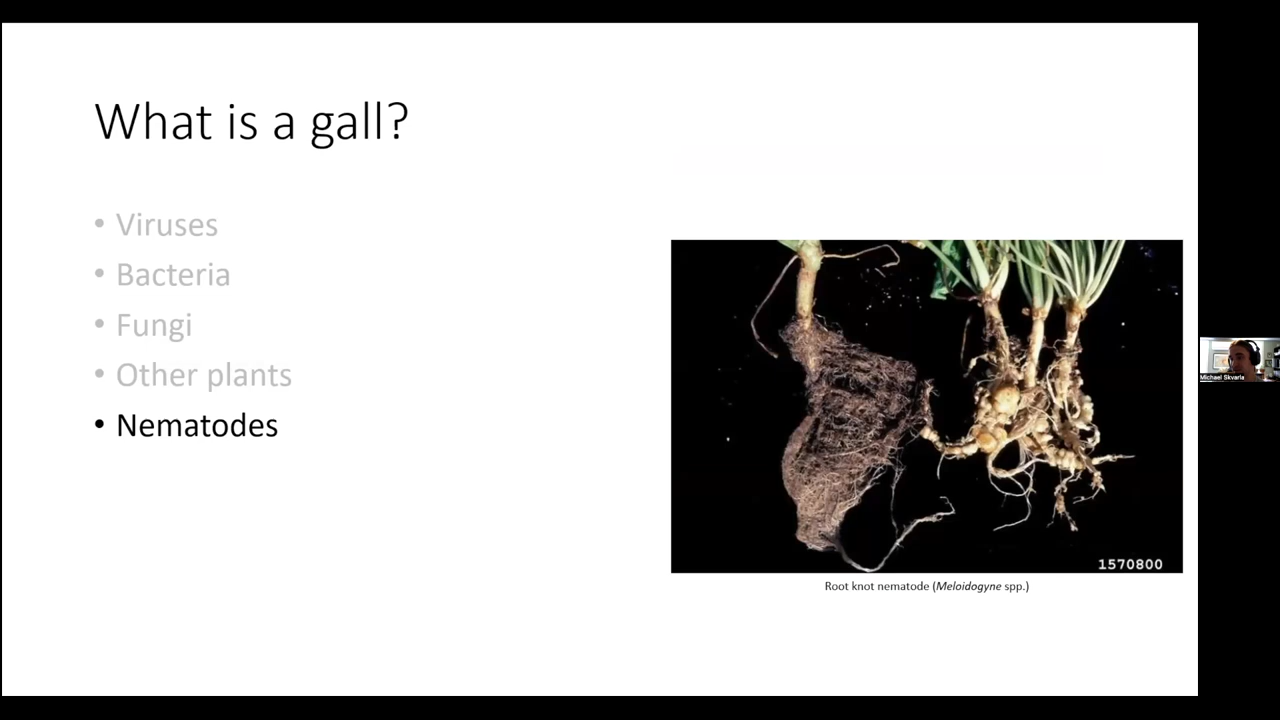 What is a gall?
• Viruses
• Bacteria
• Fungi
• Other plants
• Nematodes
1570800
Root knot nematode (Meloidogyne spp.)
Michael Skvarla